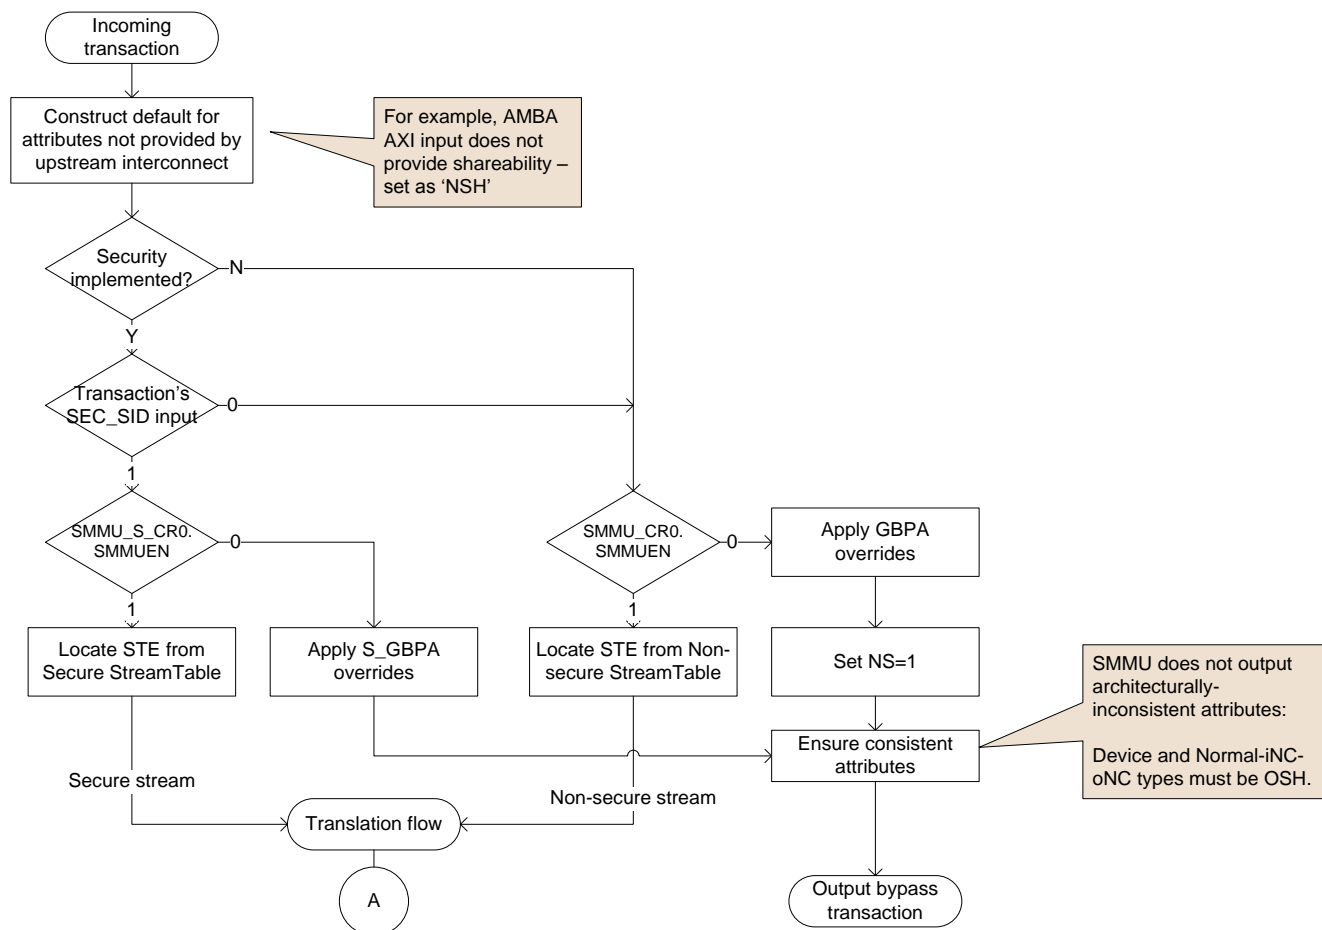 Incoming
transaction
Construct default for
attributes not provided by
upstream interconnect
For example, AMBA
AXI input does not
provide shareability –
set as ‘NSH’
Security
implemented?
N
Y
Transaction’s
SEC_SID input
0
1
SMMU_S_CR0.
SMMUEN
0
1
SMMU_CR0.
SMMUEN
0
1
Apply GBPA
overrides
Locate STE from
Secure StreamTable
Apply S_GBPA
overrides
Locate STE from Non-
secure StreamTable
Set NS=1
SMMU does not output
architecturally-
inconsistent attributes:
Device and Normal-iNC-
oNC types must be OSH.
Ensure consistent
attributes
Secure stream
Non-secure stream
Translation flow
A
Output bypass
transaction